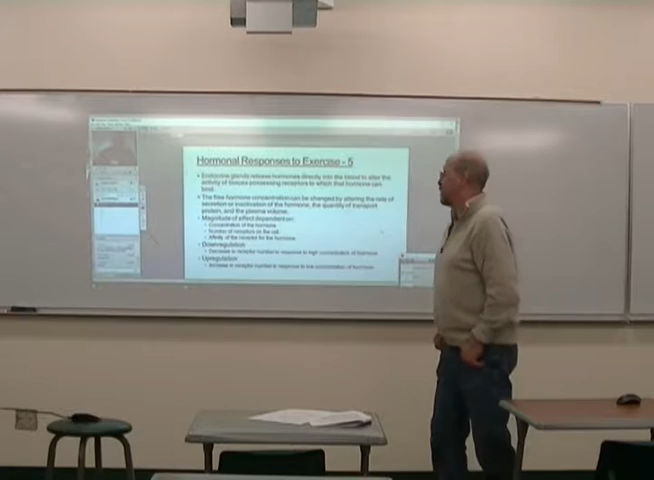 Hormonal Responses to Exercise - 5
Endocrine glands release hormones directly into the blood to alter the
activity of tissues possessing receptors to which that hormone can
bind.
The free hormone concentration can be changed by altering the rate of
secretion or inactivation of the hormone, the quantity of transport
protein, and the plasma volume.
Magnitude of effect dependent on:
Concentration of the hormone
Number of receptors on the cell
Affinity of the receptor for the hormone
Downregulation
Decrease in receptor number in response to high concentration of hormone
Upregulation
Increase in receptor number in response to low concentration of hormone